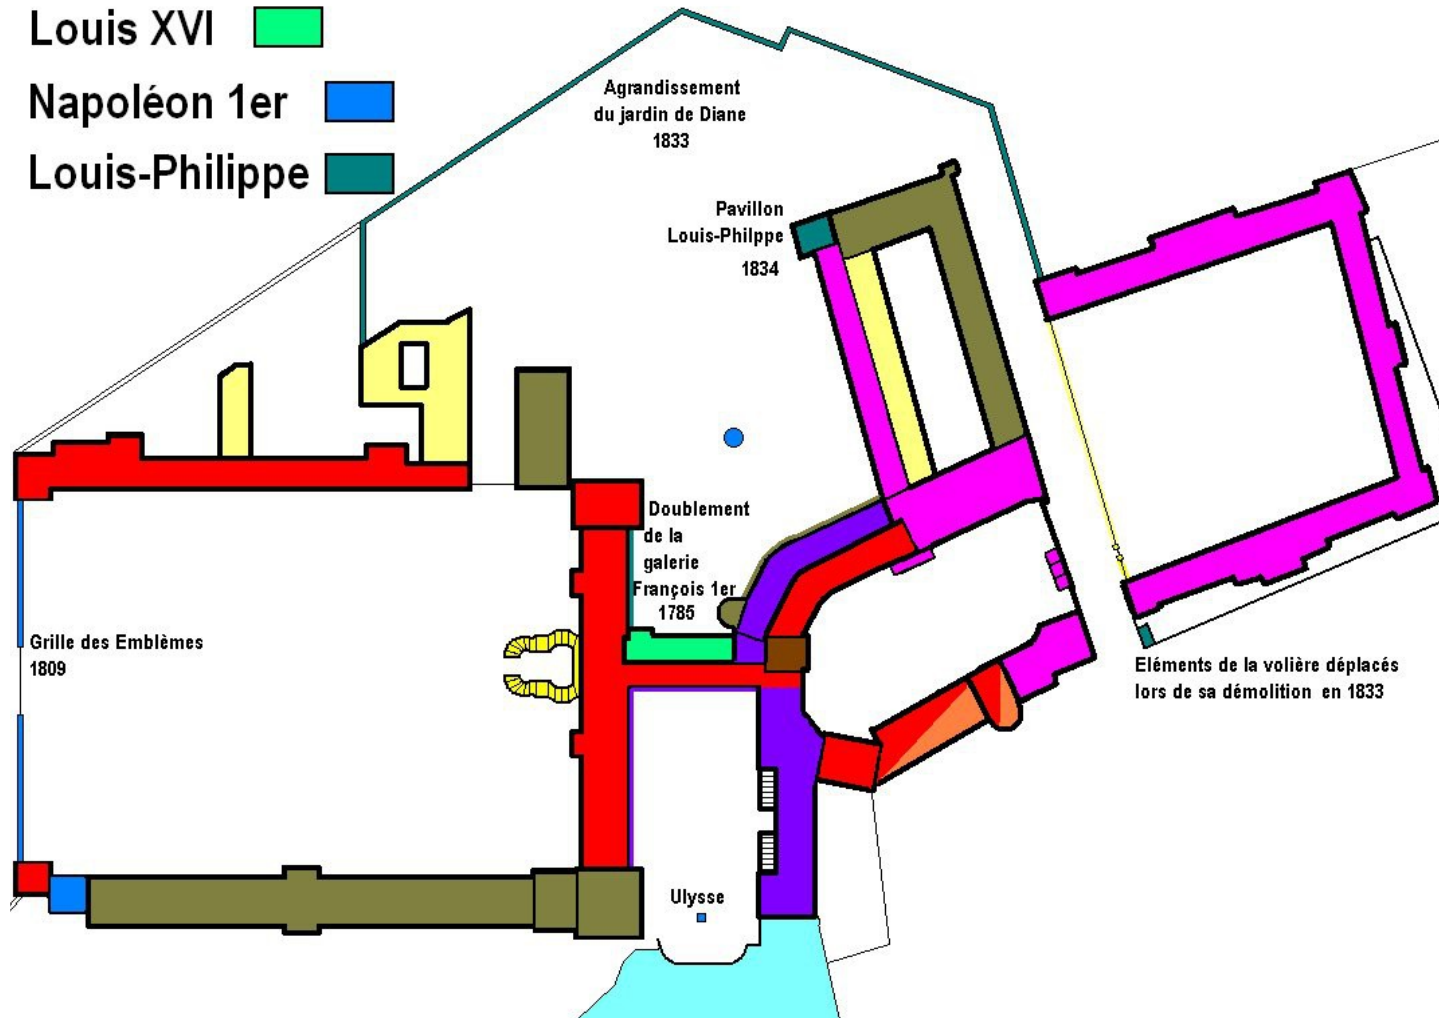 Louis XVI
Napoléon 1er
Louis-Philippe
Agrandissement
du jardin de Diane
1833
Pavillon
Louis-Philppe
1834
Doublement
de la
galerie
François 1er
1785
Grille des Emblèmes
1809
Eléments de la volière déplacés
lors de sa démolition en 1833
Ulysse